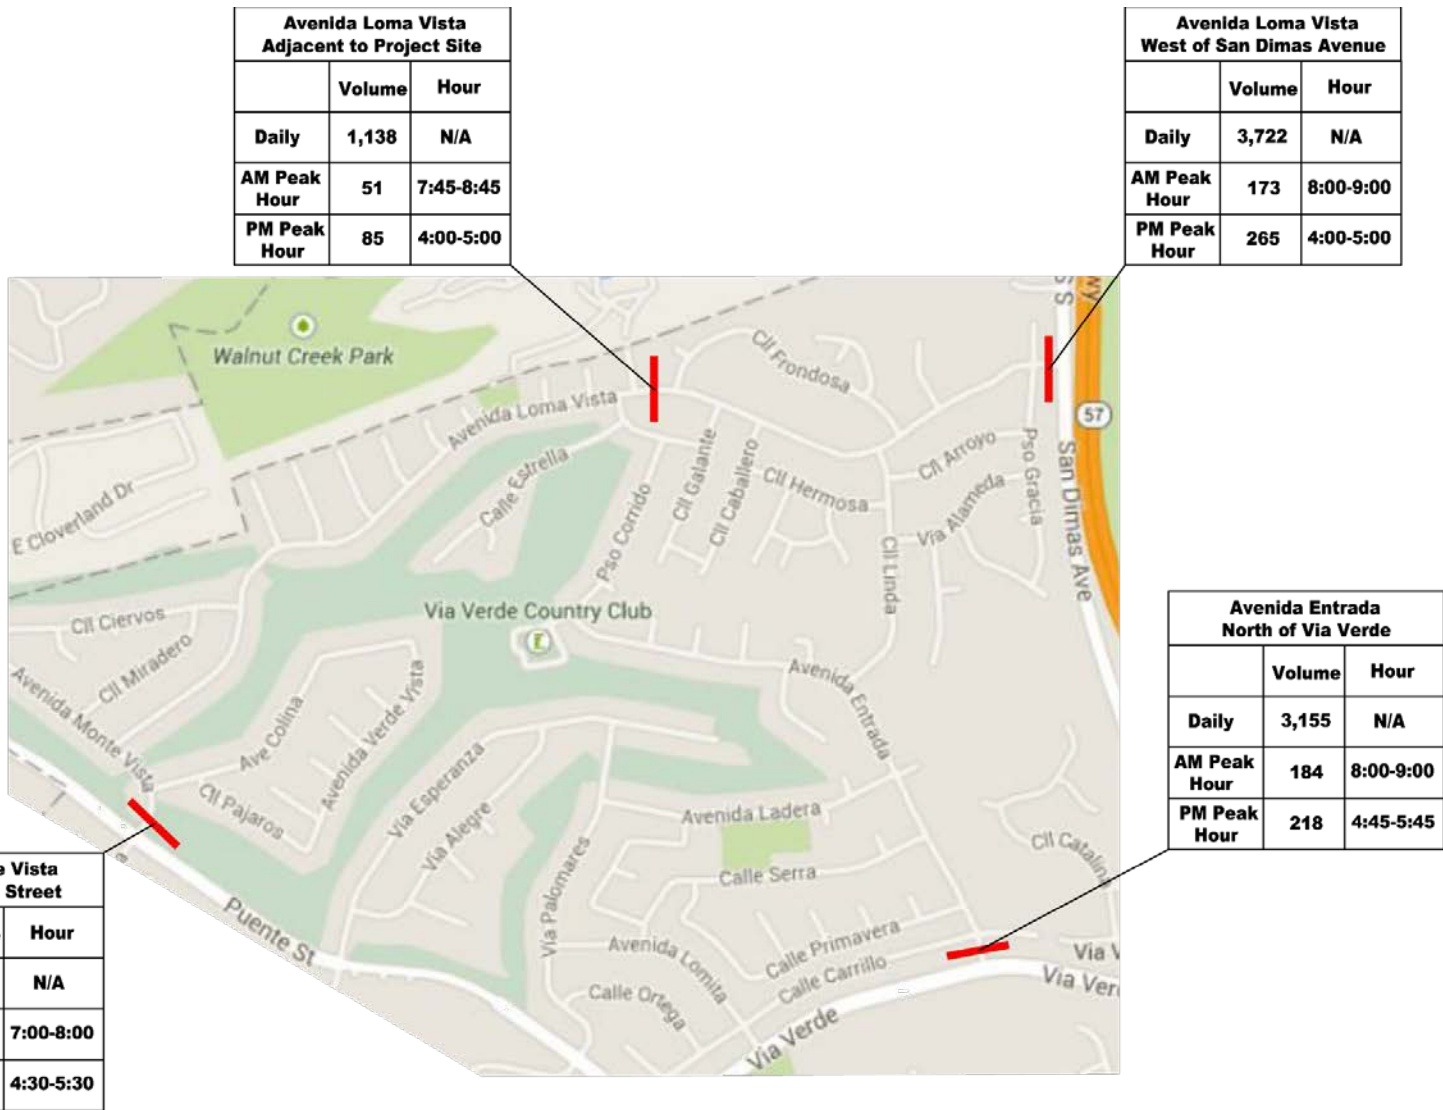 Avenida Loma Vista
Adjacent to Project Site
Volume Hour
Daily 1,138 N/A
AM Peak Hour 51 7:45-8:45
PM Peak Hour 85 4:00-5:00
Avenida Loma Vista
West of San Dimas Avenue
Volume Hour
Daily 3,722 N/A
AM Peak Hour 173 8:00-9:00
PM Peak Hour 265 4:00-5:00
Walnut Creek Park
Cll Frondosa
Avenida Loma Vista
57
Calle Estrella
Cll Galante
Cll Caballero
Cll Hermosa
Cll Arroyo
Pso Gracia
San Dimas Ave
Via Alameda
E Cloverland Dr
Pso Corrido
Cll Linda
Cll Ciervos
Via Verde Country Club
Cll Miradero
Avenida Monte Vista
Ave Colina
Avenida Verde Vista
Avenida Entrada
Cll Pajaros
Via Esperanza
Via Alegre
Avenida Ladera
Calle Serra
Cll Catalina
Via Palomares
Puente St
Avenida Lomita
Calle Primavera
Calle Carrillo
Calle Ortega
Via Verde
Via V
Via Ver
Avenida Entrada
North of Via Verde
Volume Hour
Daily 3,155 N/A
AM Peak Hour 184 8:00-9:00
PM Peak Hour 218 4:45-5:45
e Vista
Street
Hour
N/A
7:00-8:00
4:30-5:30